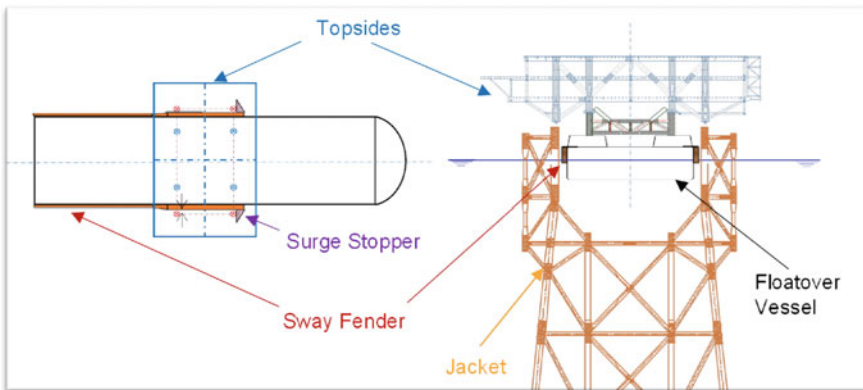 Topsides
Surge Stopper
Sway Fender
Jacket
Floatover
Vessel